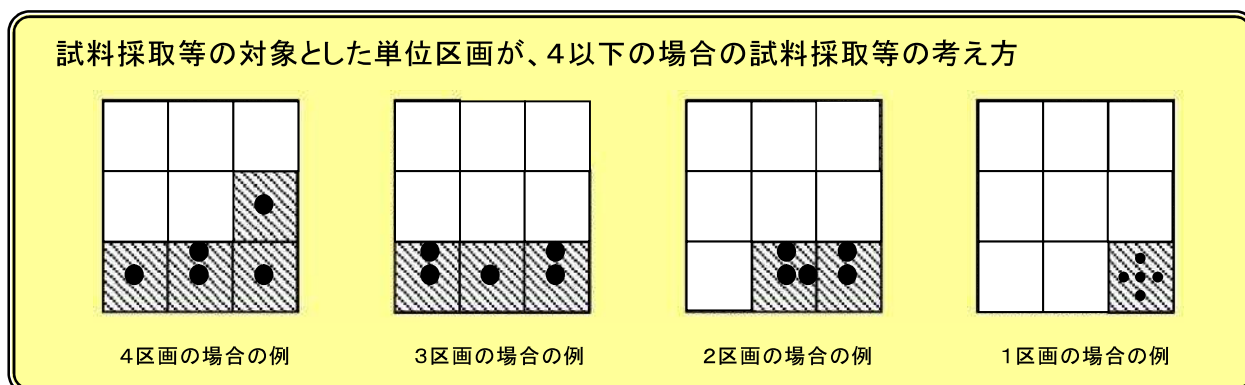 試料採取等の対象とした単位区画が、4以下の場合の試料採取等の考え方
4区画の場合の例
3区画の場合の例
2区画の場合の例
1区画の場合の例